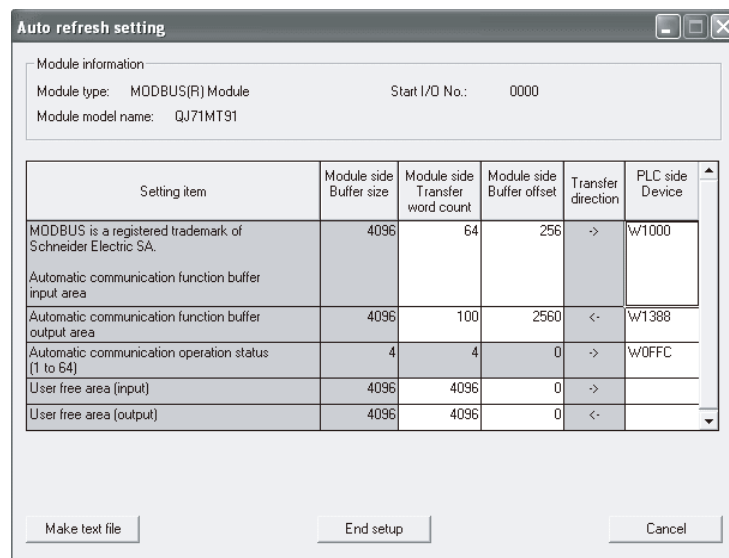 Auto refresh setting
Module information
Module type: MODBUS(R) Module Start I/O No.: 0000
Module model name: QJ71MT91
Setting item Module side Buffer size Module side Transfer word count Module side Buffer offset Transfer direction PLC side Device
MODBUS is a registered trademark of
Schneider Electric SA.
Automatic communication function buffer
input area 4096 64 256 -> W1000
Automatic communication function buffer
output area 4096 100 2560 <- W1388
Automatic communication operation status
(1 to 64) 4 4 0 -> W0FFC
User free area (input) 4096 4096 0 ->
User free area (output) 4096 4096 0 <-
Make text file End setup Cancel